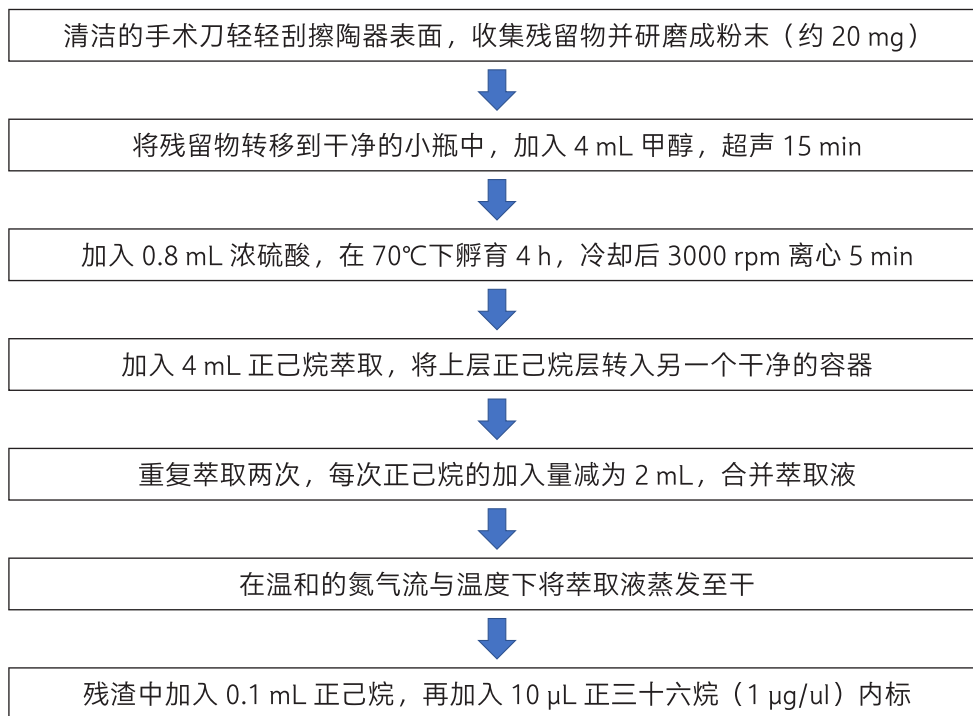 清洁的手术刀轻轻刮擦陶器表面，收集残留物并研磨成粉末（约 20 mg）
将残留物转移到干净的小瓶中，加入 4 mL 甲醇，超声 15 min
加入 0.8 mL 浓硫酸，在 70℃下孵育 4 h，冷却后 3000 rpm 离心 5 min
加入 4 mL 正己烷萃取，将上层正己烷层转入另一个干净的容器
重复萃取两次，每次正己烷的加入量减为 2 mL，合并萃取液
在温和的氮气流与温度下将萃取液蒸发至干
残渣中加入 0.1 mL 正己烷，再加入 10 μL 正三十六烷（1 μg/ul）内标